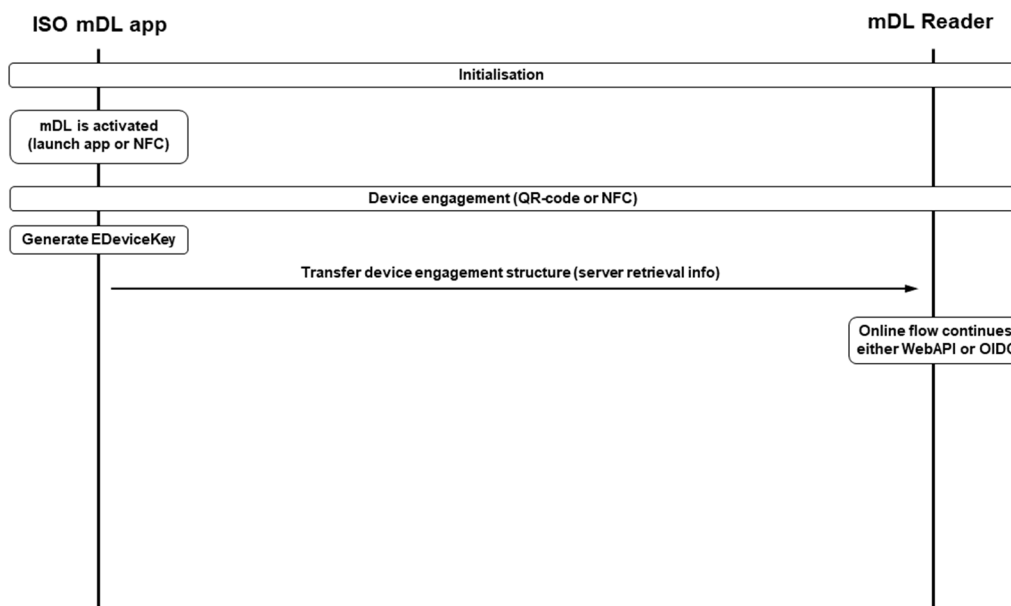 ISO mDL app
mDL Reader
Initialisation
mDL is activated
(launch app or NFC)
Device engagement (QR-code or NFC)
Generate EDeviceKey
Transfer device engagement structure (server retrieval info)
Online flow continues
either WebAPI or OIDC